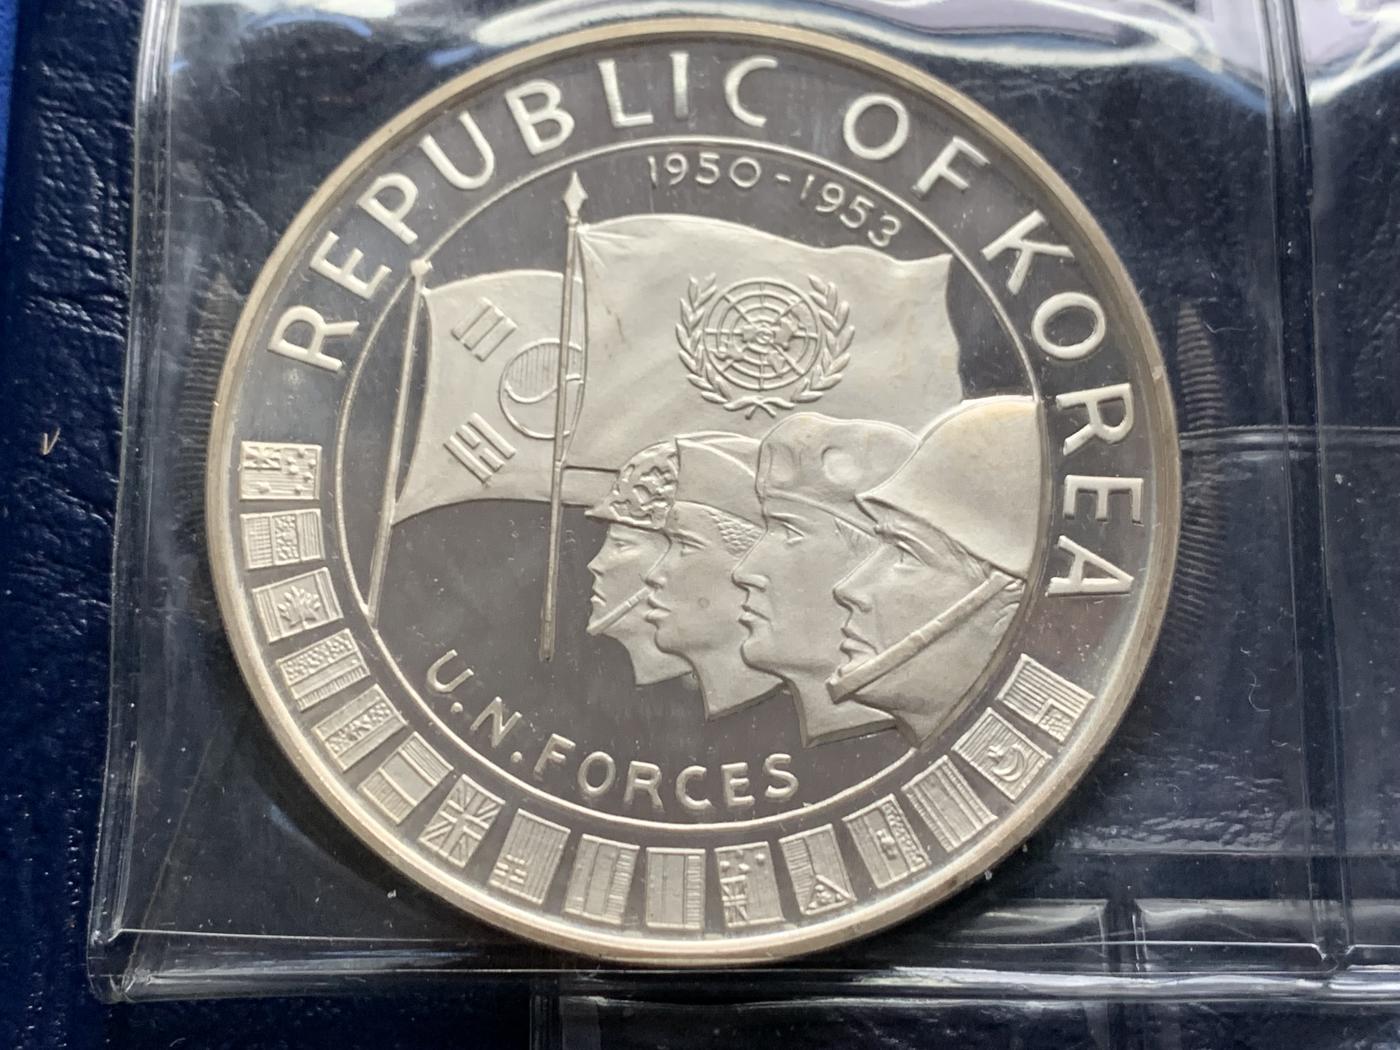 REPUBLIC OF KOREA
1950-1953
U.N. FORCES